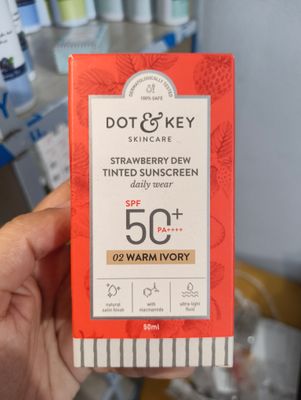 DERMATOLOGICALLY TESTED
100% SAFE
DOT & KEY
SKINCARE
STRAWBERRY DEW
TINTED SUNSCREEN
daily wear
SPF
50+
PA++++
02 WARM IVORY
natural satin finish
with niacinamide
ultra-light fluid
50ml